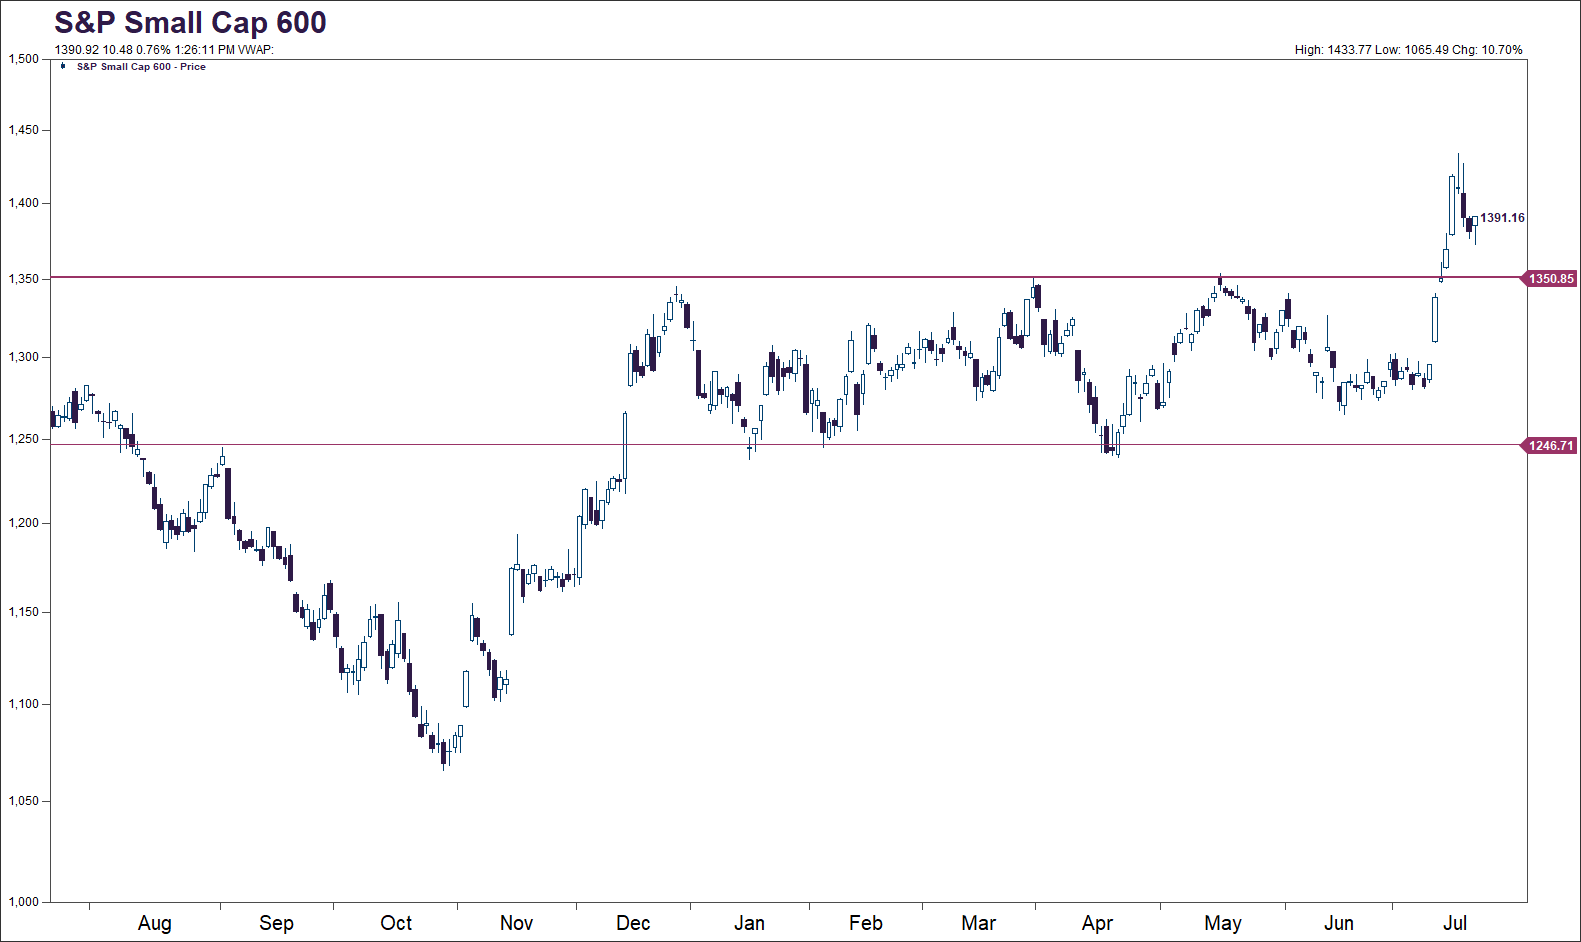 S&P Small Cap 600
1390.92 10.48 0.76% 1:26:11 PM VWAP:
High: 1433.77 Low: 1065.49 Chg: 10.70%
S&P Small Cap 600 - Price
1,500
1,450
1,400
1391.16
1,350
1350.85
1,300
1,250
1246.71
1,200
1,150
1,100
1,050
1,000
Aug Sep Oct Nov Dec Jan Feb Mar Apr May Jun Jul